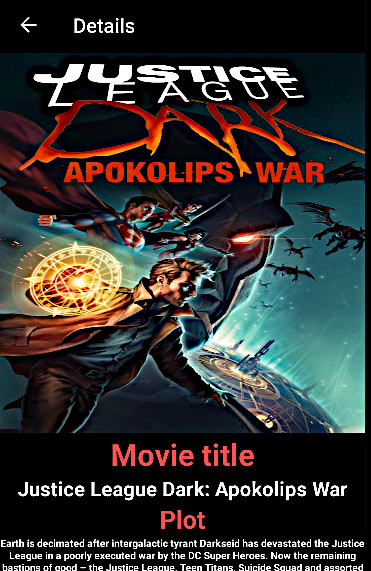 Details
JUSTICE
LEAGUE
DARK
APOKOLIPS WAR
Movie title
Justice League Dark: Apokolips War
Plot
Earth is decimated after intergalactic tyrant Darkseid has devastated the Justice
League in a poorly executed war by the DC Super Heroes. Now the remaining
bastions of good – the Justice League, Teen Titans, Suicide Squad and assorted